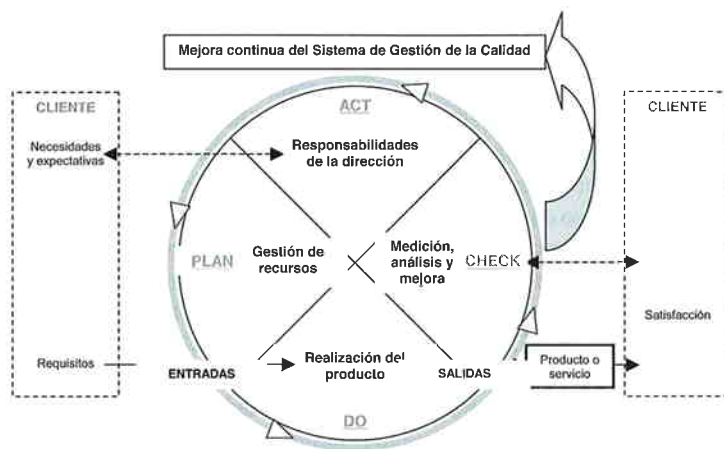 Mejora continua del Sistema de Gestión de la Calidad
CLIENTE
Necesidades
y expectativas
Requisitos
ACT
Responsabilidades
de la dirección
PLAN
Gestión de
recursos
Medición,
análisis y
mejora
CHECK
ENTRADAS
Realización del
producto
SALIDAS
DO
Producto o
servicio
CLIENTE
Satisfacción